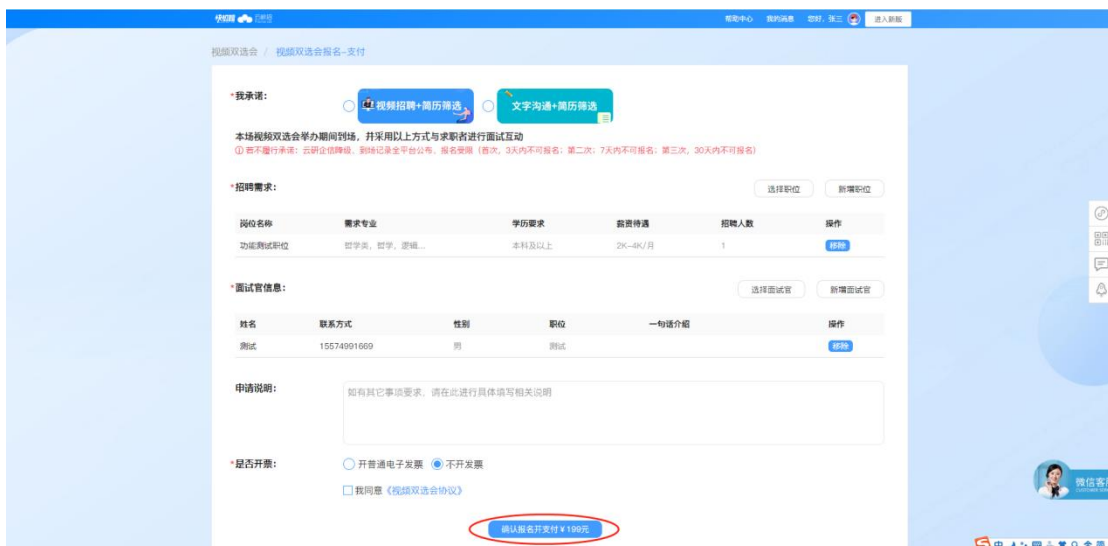 快招聘 云就招
帮助中心 我的消息 您好，张三 进入新版
视频双选会 / 视频双选会报名-支付
*我承诺：
视频招聘+简历筛选 文字沟通+简历筛选
本场视频双选会举办期间到场，并采用以上方式与求职者进行面试互动
若不履行承诺：云研企信降级，到场记录全平台公布，报名受限（首次，3天内不可报名；第二次：7天内不可报名；第三次，30天内不可报名）
*招聘需求： 选择职位 新增职位
岗位名称 需求专业 学历要求 薪资待遇 招聘人数 操作
功能测试职位 哲学类，哲学，逻辑... 本科及以上 2K-4K/月 1 移除
*面试官信息： 选择面试官 新增面试官
姓名 联系方式 性别 职位 一句话介绍 操作
测试 15574991669 男 测试 移除
申请说明： 如有其它事项要求，请在此进行具体填写相关说明
*是否开票： 开普通电子发票 不开发票
我同意《视频双选会协议》
微信客服
确认报名并支付¥199元